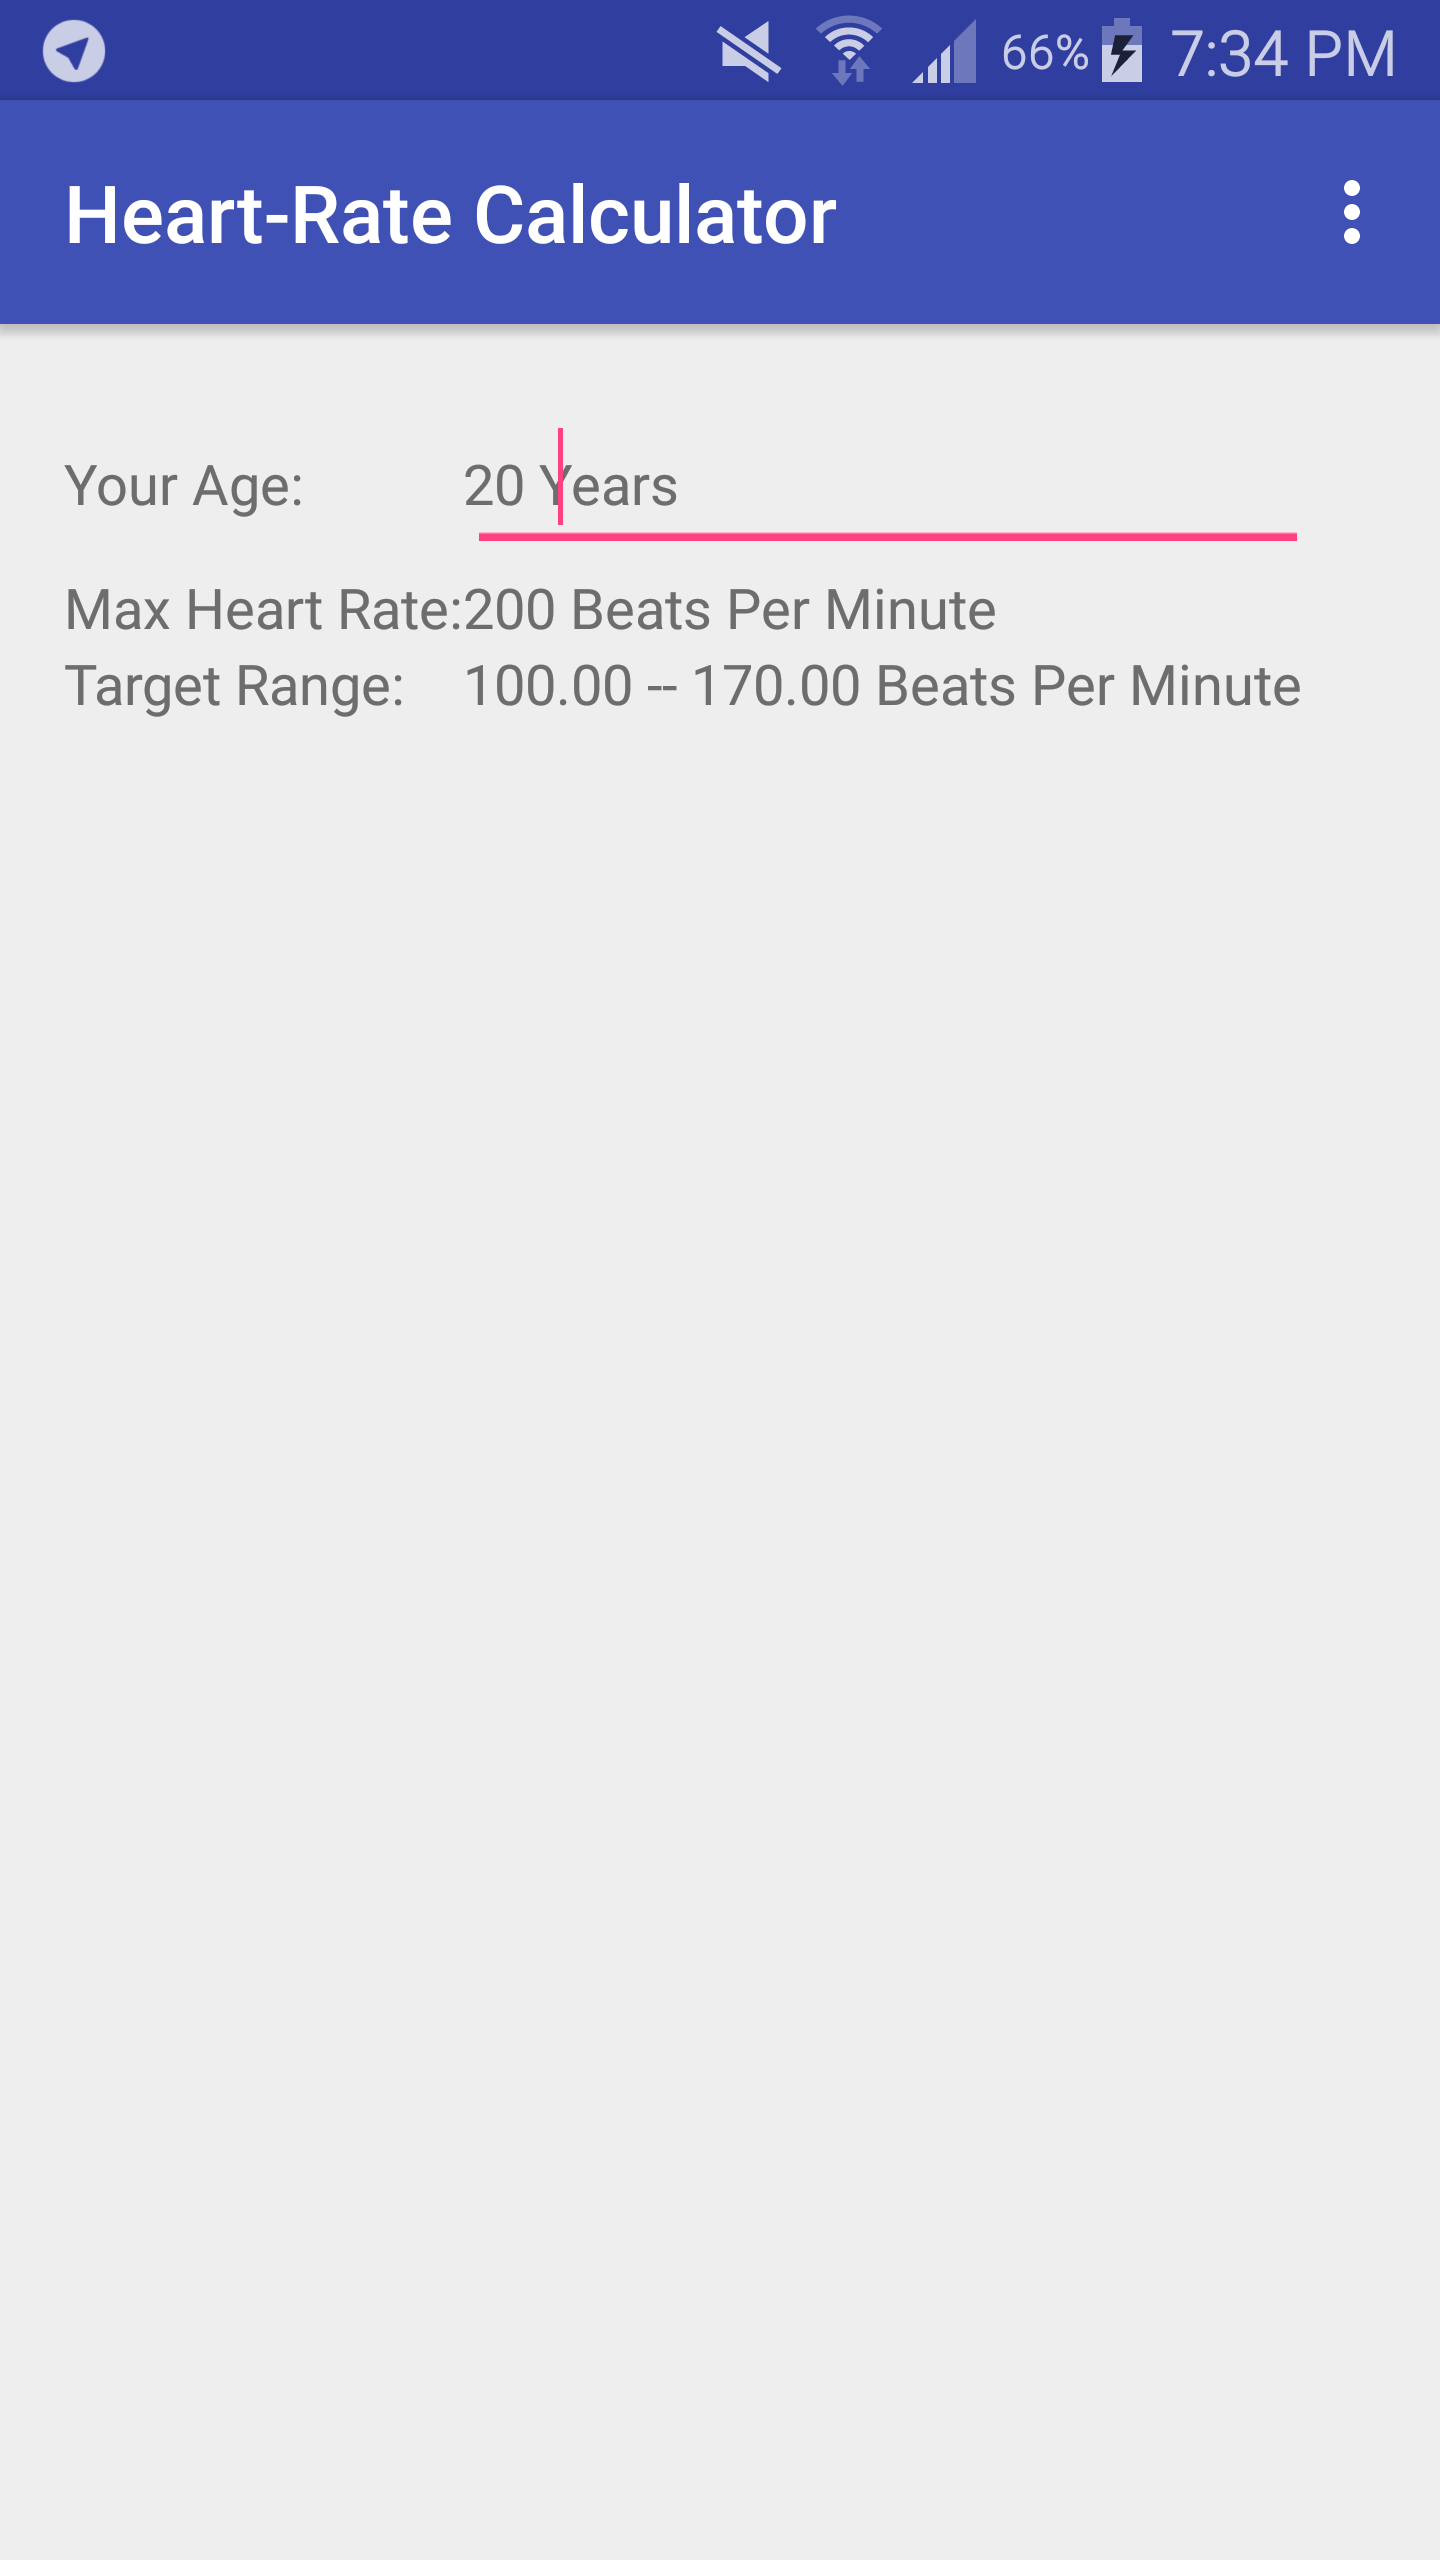 66% 7:34 PM
Heart-Rate Calculator
Your Age: 20 Years
Max Heart Rate:200 Beats Per Minute
Target Range: 100.00 -- 170.00 Beats Per Minute